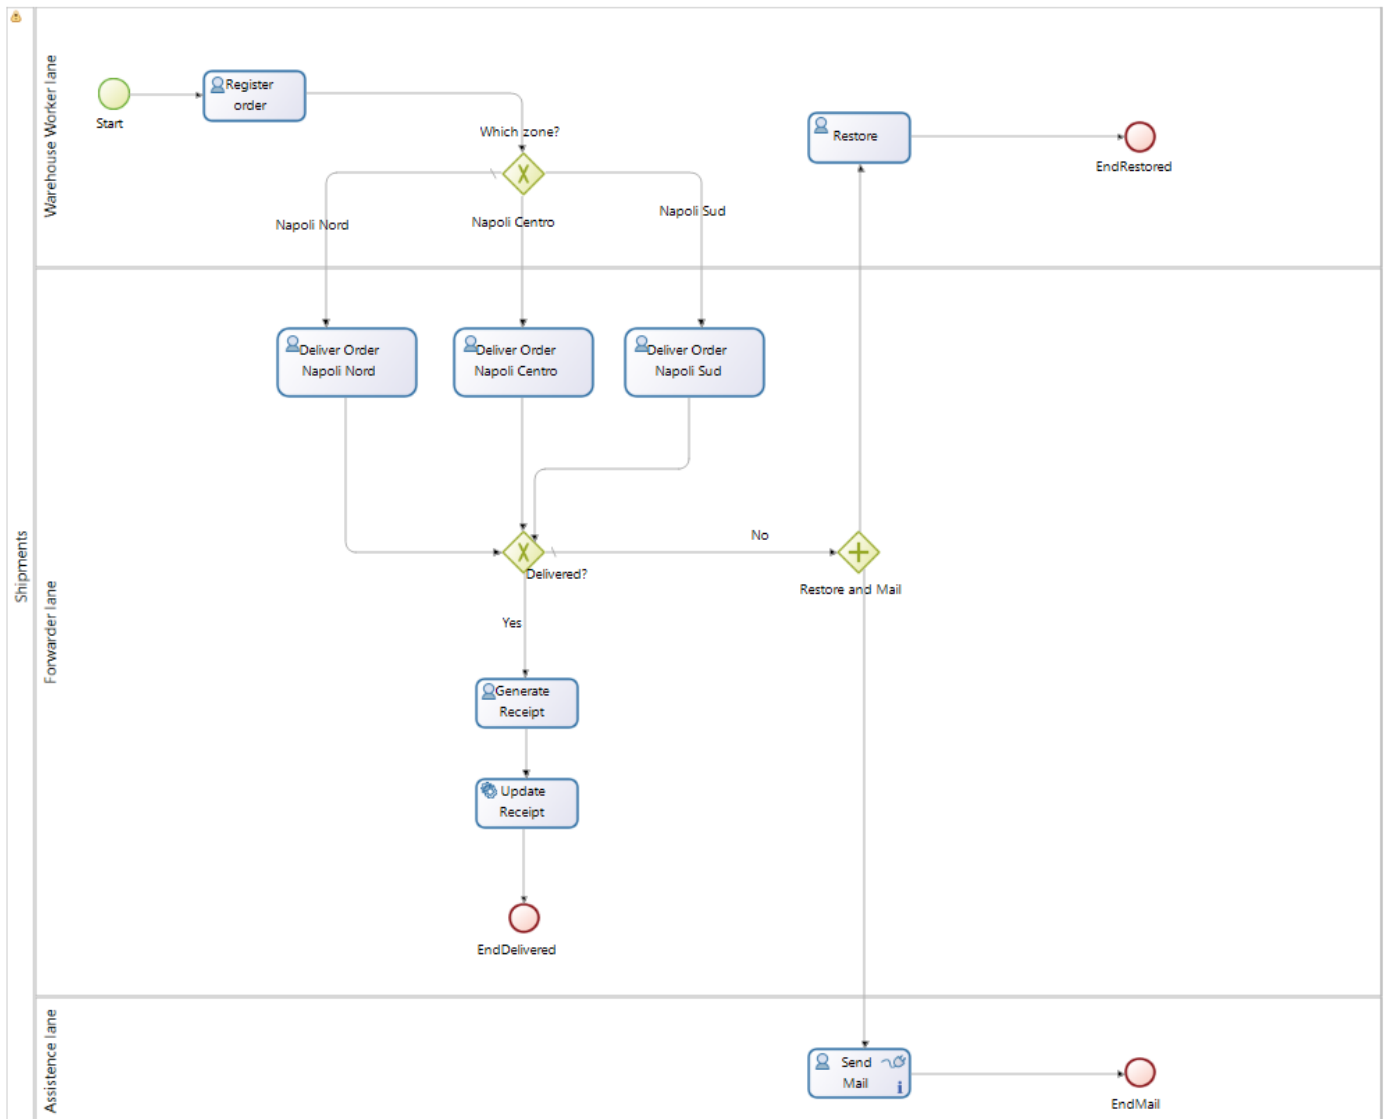 Shipments
Warehouse Worker lane
Start
Register
order
Which zone?
Napoli Nord
Napoli Centro
Napoli Sud
Restore
EndRestored
Forwarder lane
Deliver Order
Napoli Nord
Deliver Order
Napoli Centro
Deliver Order
Napoli Sud
Delivered?
No
Restore and Mail
Yes
Generate
Receipt
Update
Receipt
EndDelivered
Assistence lane
Send
Mail
EndMail